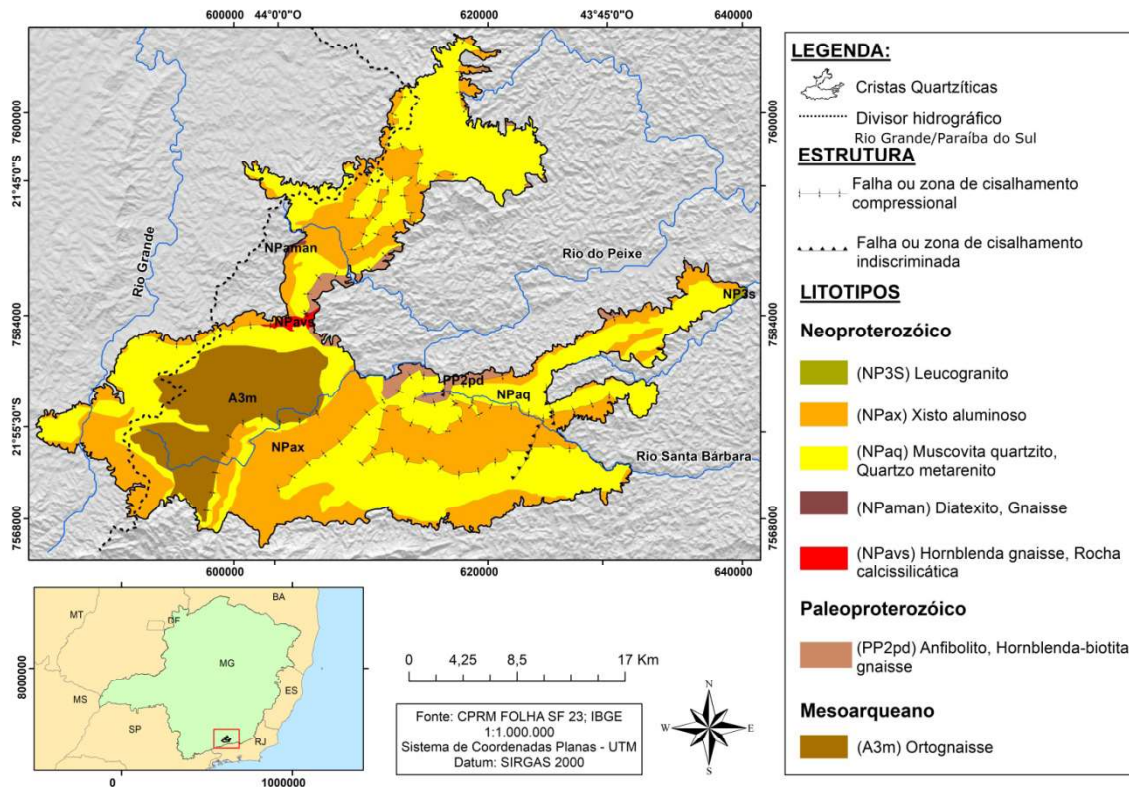 600000 44°0'0"O 620000 43°45'0"O 640000
7600000
21°45'0"S
7584000
21°55'30"S
7568000
7600000
7584000
7568000
NPaman
Rio Grande
Rio do Peixe
NP3s
NPavs
PP2pd
A3m
NPaq
NPax
Rio Santa Bárbara
600000 620000 640000
LEGENDA:
Cristas Quartzíticas
Divisor hidrográfico
Rio Grande/Paraíba do Sul
ESTRUTURA
Falha ou zona de cisalhamento
compressional
Falha ou zona de cisalhamento
indiscriminada
LITOTIPOS
Neoproterozóico
(NP3S) Leucogranito
(NPax) Xisto aluminoso
(NPaq) Muscovita quartzito,
Quartzo metarenito
(NPaman) Diatexito, Gnaisse
(NPavs) Hornblenda gnaisse, Rocha
calcissilicática
Paleoproterozóico
(PP2pd) Anfibolito, Hornblenda-biotita
gnaisse
Mesoarqueano
(A3m) Ortognaisse
BA
MT
DF
MG
ES
MS
SP
RJ
800000
0 1000000
0 4,25 8,5 17 Km
Fonte: CPRM FOLHA SF 23; IBGE
1:1.000.000
Sistema de Coordenadas Planas - UTM
Datum: SIRGAS 2000
N
W E
S